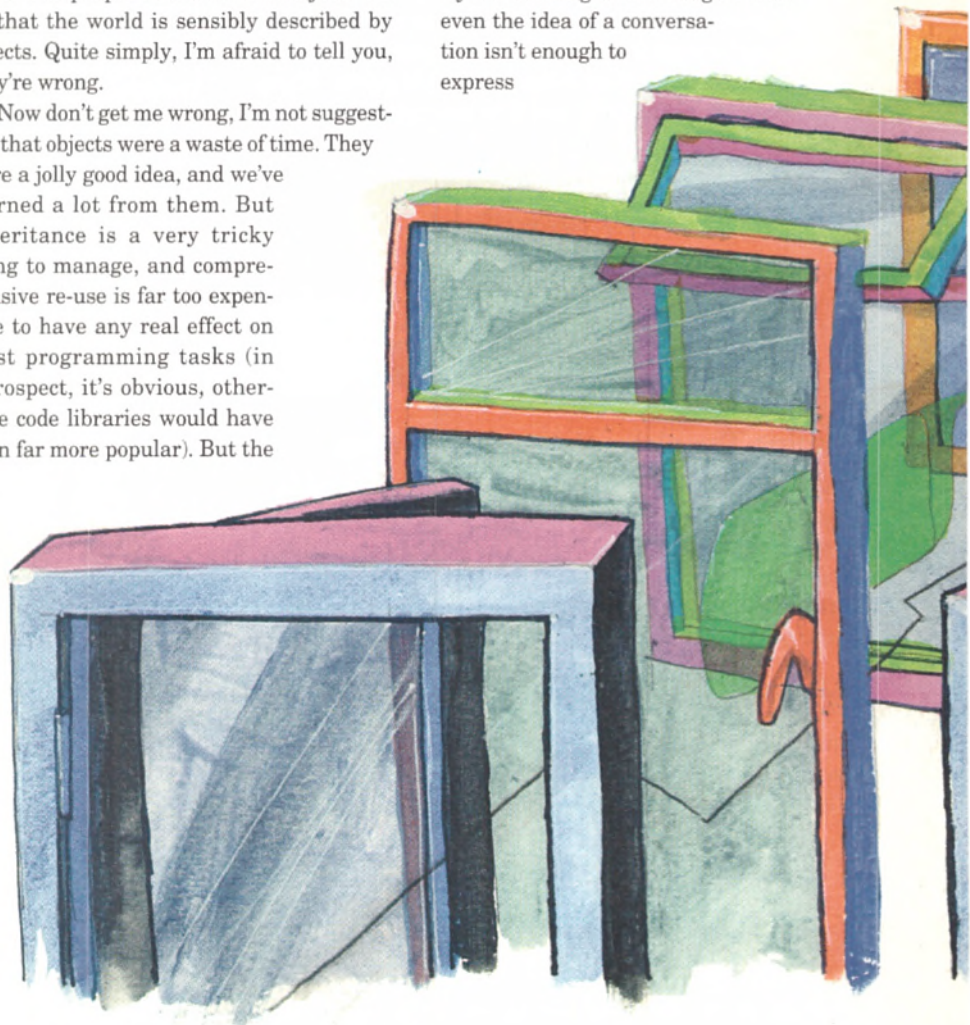 that the world is sensibly described by
ects. Quite simply, I'm afraid to tell you,
y're wrong.
Now don't get me wrong, I'm not suggest-
that objects were a waste of time. They
e a jolly good idea, and we've
rned a lot from them. But
eritance is a very tricky
ng to manage, and compre-
sive re-use is far too expen-
e to have any real effect on
st programming tasks (in
rospect, it's obvious, other-
e code libraries would have
n far more popular). But the
even the idea of a conversa-
tion isn't enough to
express